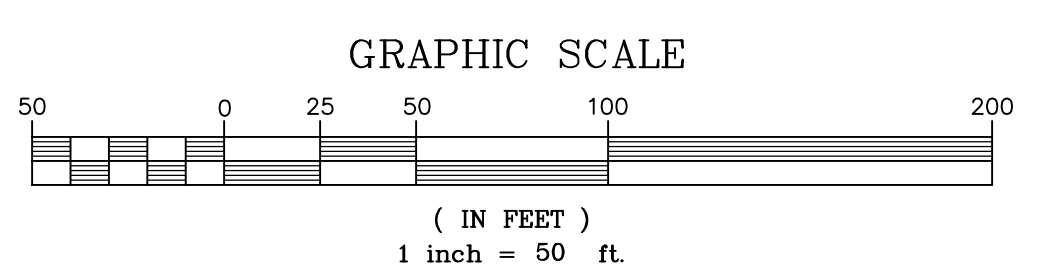 GRAPHIC SCALE
50 0 25 50 100 200
( IN FEET )
1 inch = 50 ft.